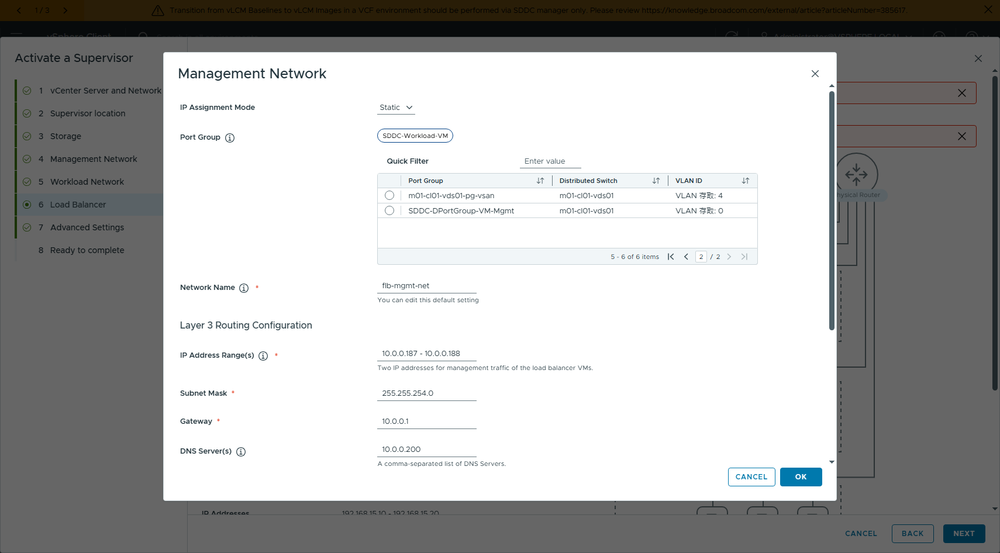 1 / 3
Transition from vLCM Baselines to vLCM Images in a VCF environment should be performed via SDDC manager only. Please review https://knowledge.broadcom.com/external/article?articleNumber=385617.
vSphere Client
Administrator@VSPHERE.LOCAL
Activate a Supervisor
1 vCenter Server and Network
2 Supervisor location
3 Storage
4 Management Network
5 Workload Network
6 Load Balancer
7 Advanced Settings
8 Ready to complete
Management Network
IP Assignment Mode
Static
Port Group
SDDC-Workload-VM
Quick Filter
Enter value
Port Group Distributed Switch VLAN ID
m01-cl01-vds01-pg-vsan m01-cl01-vds01 VLAN 存取: 4
SDDC-DPortGroup-VM-Mgmt m01-cl01-vds01 VLAN 存取: 0
5 - 6 of 6 items 2 / 2
Network Name *
flb-mgmt-net
You can edit this default setting
Layer 3 Routing Configuration
IP Address Range(s) *
10.0.0.187 - 10.0.0.188
Two IP addresses for management traffic of the load balancer VMs.
Subnet Mask *
255.255.254.0
Gateway *
10.0.0.1
DNS Server(s)
10.0.0.200
A comma-separated list of DNS Servers.
CANCEL OK
hysical Router
IP Addresses 192.168.15.10 - 192.168.15.20
CANCEL BACK NEXT